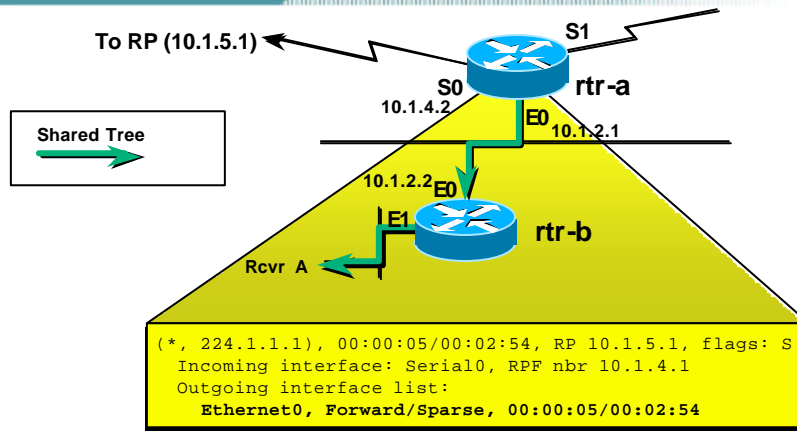 To RP (10.1.5.1)
S1
S0
rtr-a
10.1.4.2
E0
10.1.2.1
Shared Tree
10.1.2.2
E0
E1
rtr-b
Rcvr A
(*, 224.1.1.1), 00:00:05/00:02:54, RP 10.1.5.1, flags: S
Incoming interface: Serial0, RPF nbr 10.1.4.1
Outgoing interface list:
Ethernet0, Forward/Sparse, 00:00:05/00:02:54